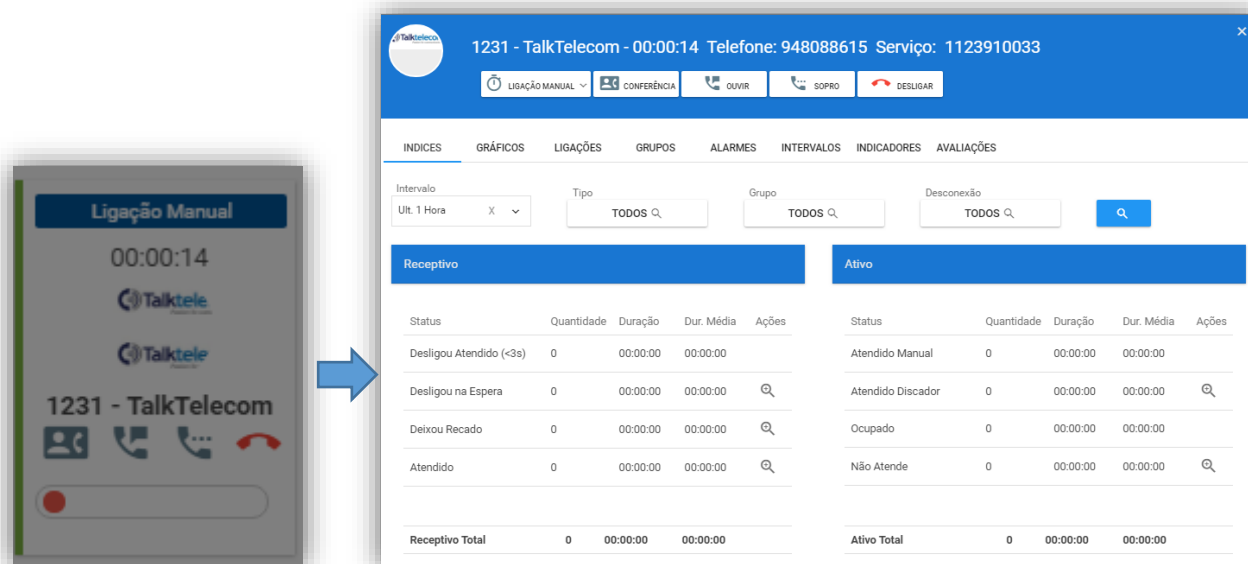 Ligação Manual
00:00:14
Talktele
Talktele
1231 - TalkTelecom
Talkteleco
1231 - TalkTelecom - 00:00:14 Telefone: 948088615 Serviço: 1123910033
×
LIGAÇÃO MANUAL CONFERÊNCIA OUVIR SOPRO DESLIGAR
INDICES GRÁFICOS LIGAÇÕES GRUPOS ALARMES INTERVALOS INDICADORES AVALIAÇÕES
Intervalo Tipo Grupo Desconexão
Ult. 1 Hora X TODOS TODOS TODOS
Receptivo
Status Quantidade Duração Dur. Média Ações
Desligou Atendido (<3s) 0 00:00:00 00:00:00
Desligou na Espera 0 00:00:00 00:00:00
Deixou Recado 0 00:00:00 00:00:00
Atendido 0 00:00:00 00:00:00
Receptivo Total 0 00:00:00 00:00:00
Ativo
Status Quantidade Duração Dur. Média Ações
Atendido Manual 0 00:00:00 00:00:00
Atendido Discador 0 00:00:00 00:00:00
Ocupado 0 00:00:00 00:00:00
Não Atende 0 00:00:00 00:00:00
Ativo Total 0 00:00:00 00:00:00